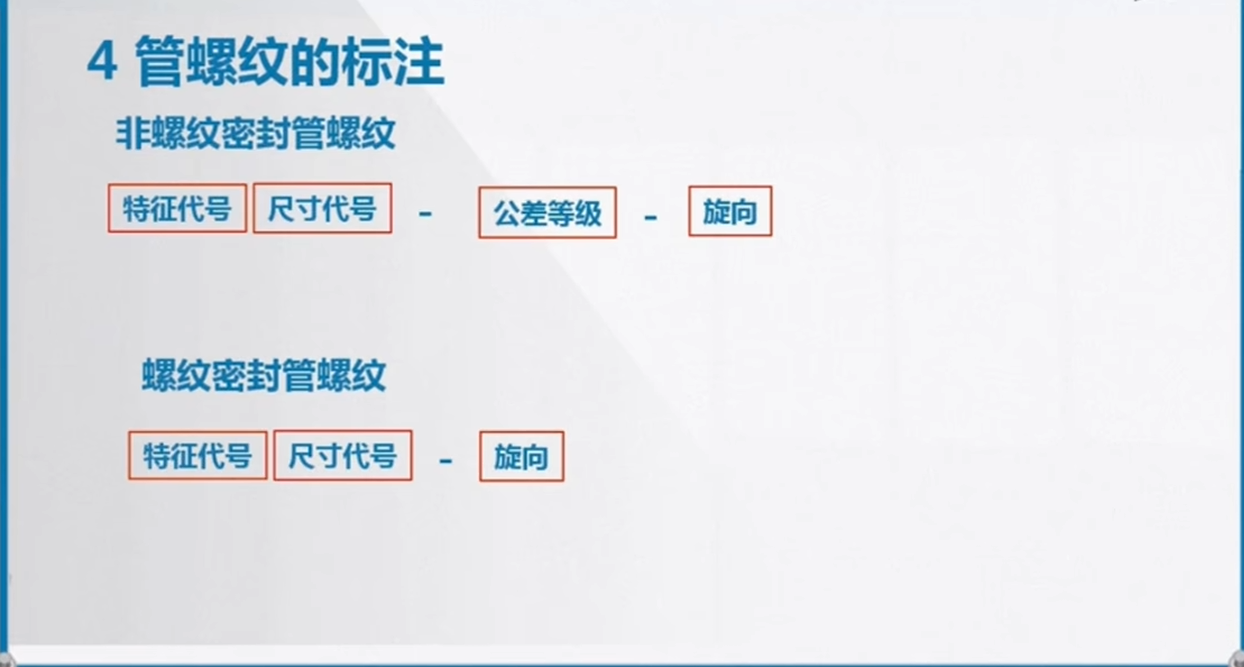 4 管螺纹的标注
非螺纹密封管螺纹
特征代号 尺寸代号 - 公差等级 - 旋向
螺纹密封管螺纹
特征代号 尺寸代号 - 旋向